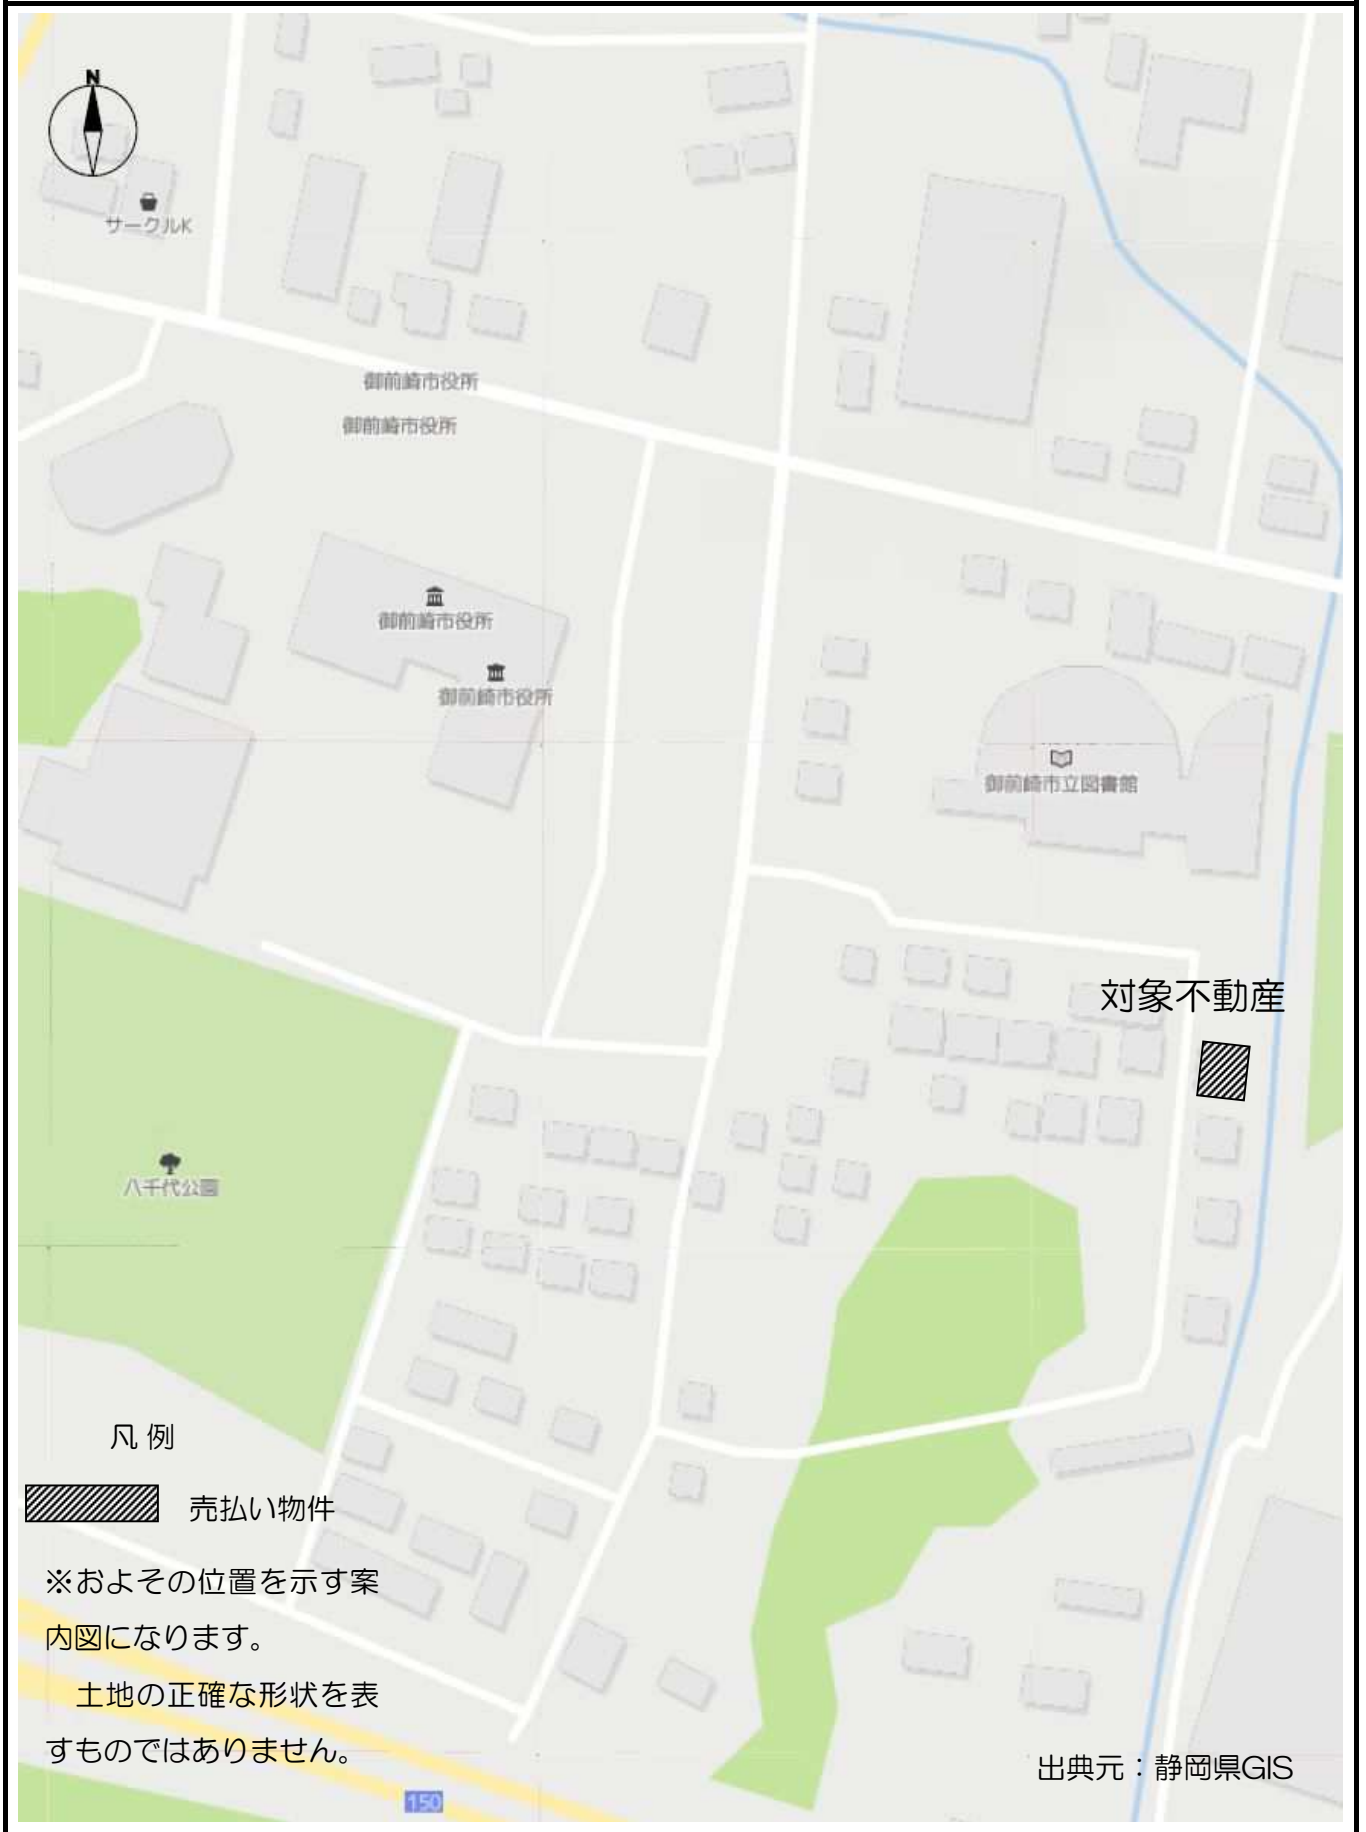 N
サークルK
御前崎市役所
御前崎市役所
御前崎市役所
御前崎市役所
御前崎市立図書館
対象不動産
八千代公園
凡 例
売払い物件
※およその位置を示す案
内図になります。
土地の正確な形状を表
すものではありません。
出典元：静岡県GIS
150